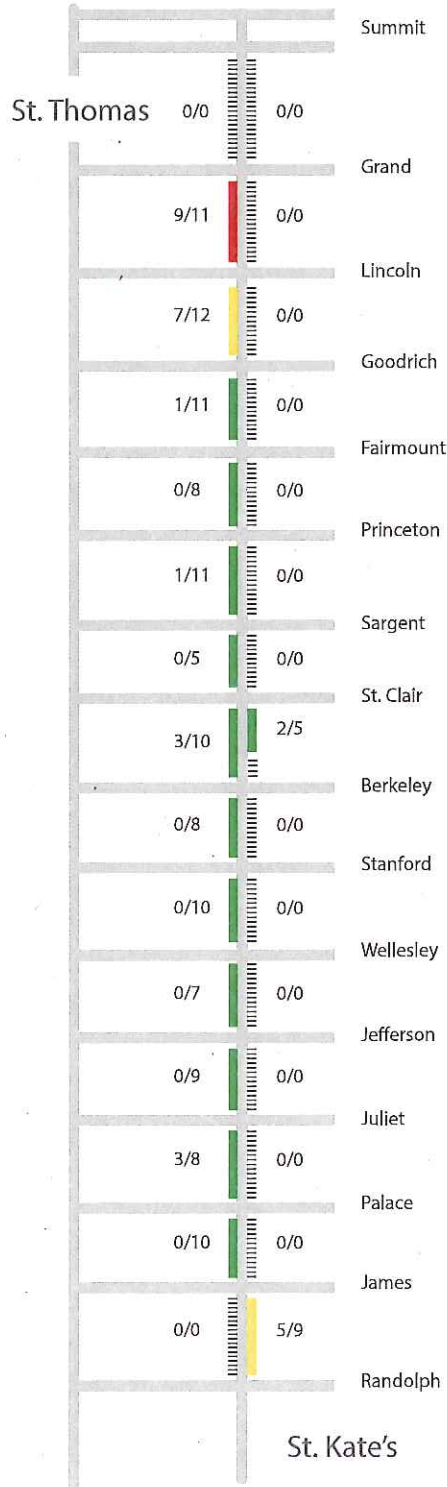 Summit
St. Thomas 0/0 0/0
Grand
9/11 0/0
Lincoln
7/12 0/0
Goodrich
1/11 0/0
Fairmount
0/8 0/0
Princeton
1/11 0/0
Sargent
0/5 0/0
St. Clair
3/10 2/5
Berkeley
0/8 0/0
Stanford
0/10 0/0
Wellesley
0/7 0/0
Jefferson
0/9 0/0
Juliet
3/8 0/0
Palace
0/10 0/0
James
0/0 5/9
Randolph
St. Kate's